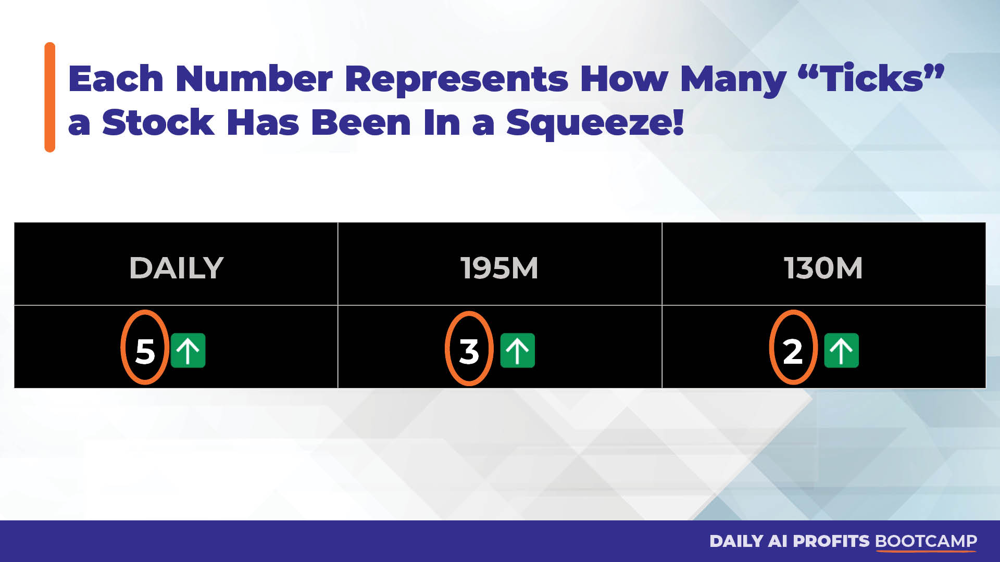 Each Number Represents How Many “Ticks”
a Stock Has Been In a Squeeze!
DAILY 195M 130M
5 3 2
DAILY AI PROFITS BOOTCAMP